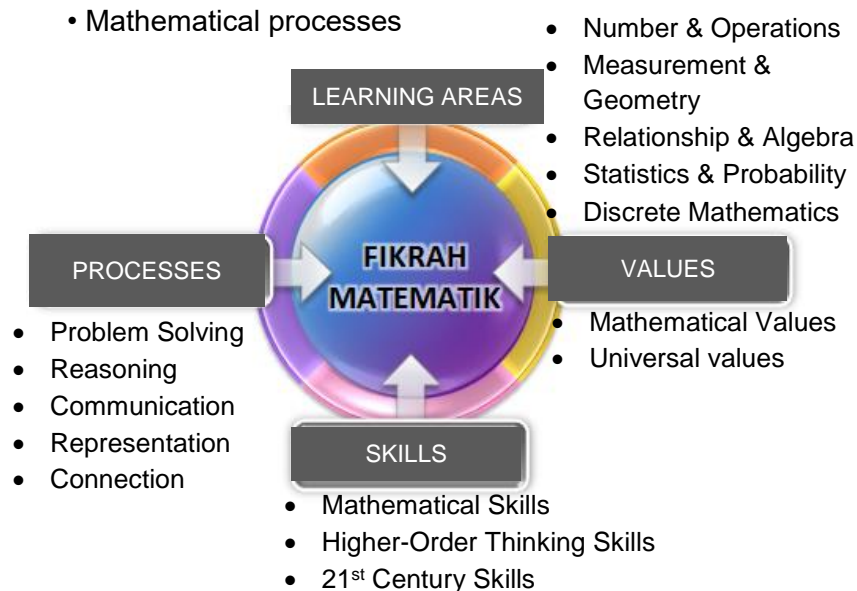 • Mathematical processes
LEARNING AREAS
• Number & Operations
• Measurement &
Geometry
• Relationship & Algebra
• Statistics & Probability
• Discrete Mathematics
PROCESSES
• Problem Solving
• Reasoning
• Communication
• Representation
• Connection
FIKRAH
MATEMATIK
VALUES
• Mathematical Values
• Universal values
SKILLS
• Mathematical Skills
• Higher-Order Thinking Skills
• 21st Century Skills